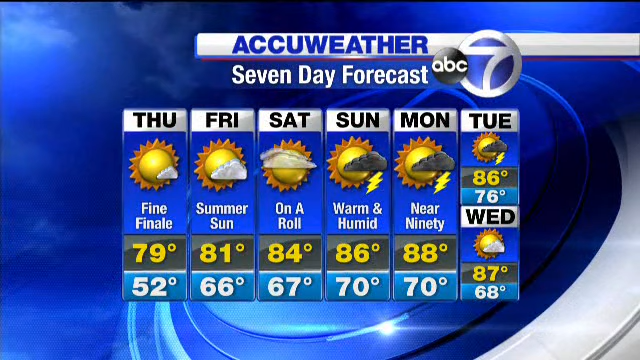 ACCUWEATHER
Seven Day Forecast
abc 7
THU
Fine
Finale
79°
52°
FRI
Summer
Sun
81°
66°
SAT
On A
Roll
84°
67°
SUN
Warm &
Humid
86°
70°
MON
Near
Ninety
88°
70°
TUE
86°
76°
WED
87°
68°